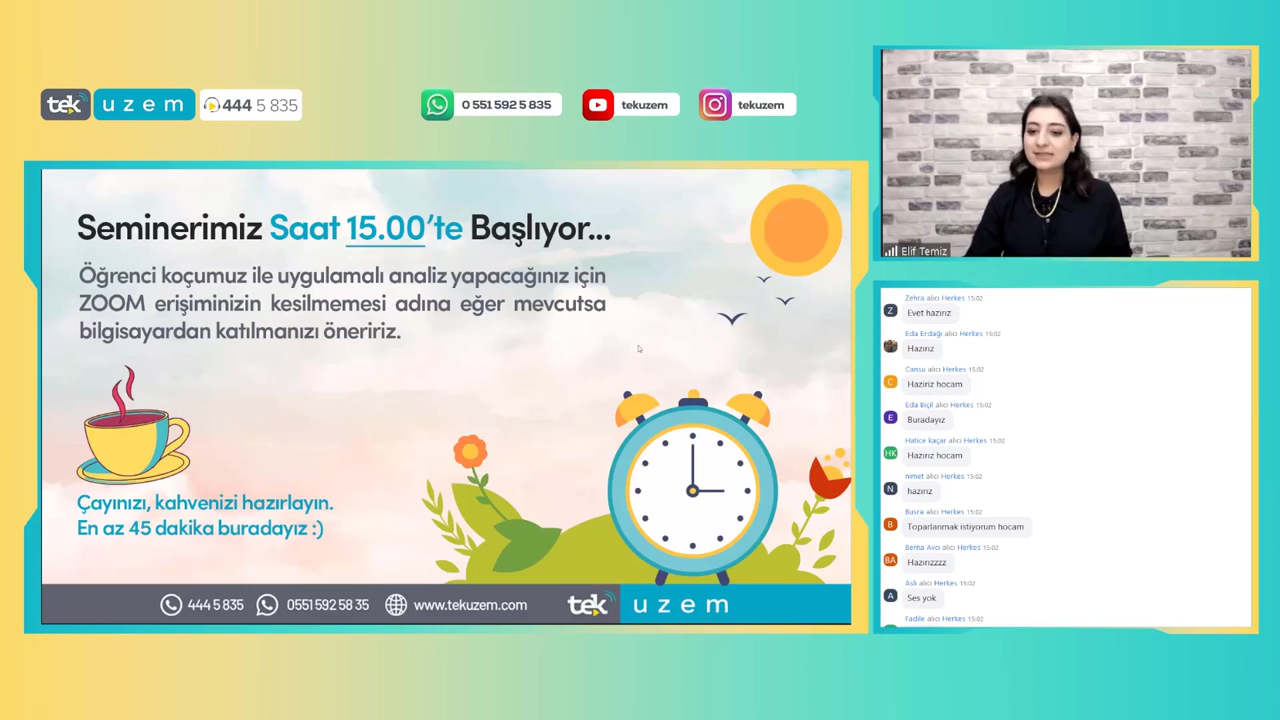 tek uzem 444 5 835
0 551 592 5 835
tekuzem
tekuzem
Seminerimiz Saat 15.00'te Başlıyor...
Öğrenci koçumuz ile uygulamalı analiz yapacağınız için
ZOOM erişiminizin kesilmemesi adına eğer mevcutsa
bilgisayardan katılmanızı öneririz.
Çayınızı, kahvenizi hazırlayın.
En az 45 dakika buradayız :)
444 5 835 0551 592 58 35 www.tekuzem.com tek uzem
Elif Temiz
Zehra alıcı Herkes 15:02
Z
Evet hazırız
Eda Erdağı alıcı Herkes 15:02
Hazırız
Cansu alıcı Herkes 15:02
C
Haziriz hocam
Eda Biçil alıcı Herkes 15:02
E
Buradayız
Hatice kaçar alıcı Herkes 15:02
HK
Hazırız hocam
nimet alıcı Herkes 15:02
N
hazırız
Busra alıcı Herkes 15:02
B
Toparlanmak istiyorum hocam
Berna Avcı alıcı Herkes 15:02
BA
Hazırızzzz
Aslı alıcı Herkes 15:02
A
Ses yok
Fadile alıcı Herkes 15:02